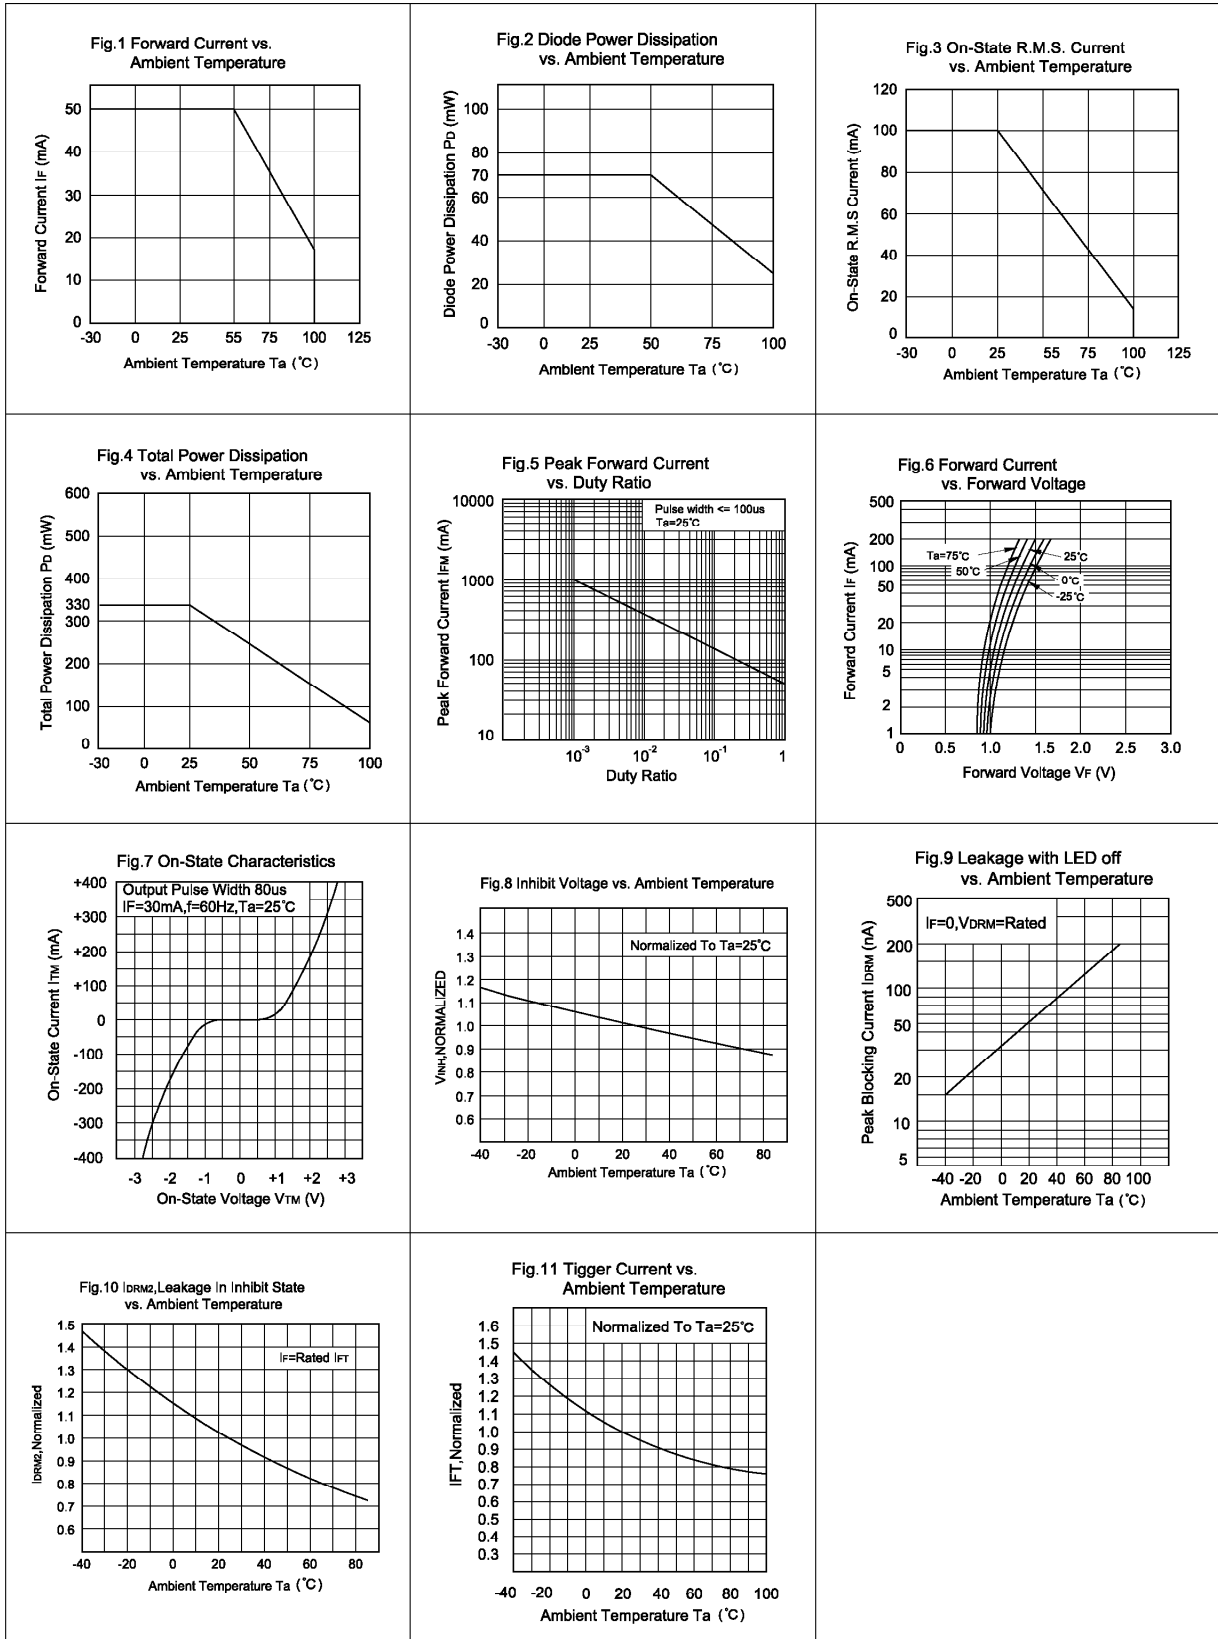 Fig.1 Forward Current vs.
Ambient Temperature
Forward Current IF (mA)
50
40
30
20
10
0
-30 0 25 55 75 100 125
Ambient Temperature Ta (°C)
Fig.2 Diode Power Dissipation
vs. Ambient Temperature
Diode Power Dissipation PD (mW)
100
80
70
60
40
20
0
-30 0 25 50 75 100
Ambient Temperature Ta (°C)
Fig.3 On-State R.M.S. Current
vs. Ambient Temperature
On-State R.M.S Current (mA)
120
100
80
60
40
20
0
-30 0 25 55 75 100 125
Ambient Temperature Ta (°C)
Fig.4 Total Power Dissipation
vs. Ambient Temperature
Total Power Dissipation PD (mW)
600
500
400
330
300
200
100
0
-30 0 25 50 75 100
Ambient Temperature Ta (°C)
Fig.5 Peak Forward Current
vs. Duty Ratio
Peak Forward Current IFM (mA)
10000
1000
100
10
Pulse width <= 100us
Ta=25°C
10-3 10-2 10-1 1
Duty Ratio
Fig.6 Forward Current
vs. Forward Voltage
Forward Current IF (mA)
500
200
100
50
20
10
5
2
1
Ta=75°C
50°C
25°C
0°C
-25°C
0 0.5 1.0 1.5 2.0 2.5 3.0
Forward Voltage VF (V)
Fig.7 On-State Characteristics
On-State Current ITM (mA)
+400
+300
+200
+100
0
-100
-200
-300
-400
Output Pulse Width 80us
IF=30mA,f=60Hz,Ta=25°C
-3 -2 -1 0 +1 +2 +3
On-State Voltage VTM (V)
Fig.8 Inhibit Voltage vs. Ambient Temperature
VINH,NORMALIZED
1.4
1.3
1.2
1.1
1.0
0.9
0.8
0.7
0.6
Normalized To Ta=25°C
-40 -20 0 20 40 60 80
Ambient Temperature Ta (°C)
Fig.9 Leakage with LED off
vs. Ambient Temperature
Peak Blocking Current IDRM (nA)
500
200
100
50
20
10
5
IF=0,VDRM=Rated
-40 -20 0 20 40 60 80 100
Ambient Temperature Ta (°C)
Fig.10 IDRM2,Leakage In Inhibit State
vs. Ambient Temperature
IDRM2,Normalized
1.5
1.4
1.3
1.2
1.1
1.0
0.9
0.8
0.7
0.6
IF=Rated IFT
-40 -20 0 20 40 60 80
Ambient Temperature Ta (°C)
Fig.11 Tigger Current vs.
Ambient Temperature
IFT,Normalized
1.6
1.5
1.4
1.3
1.2
1.1
1.0
0.9
0.8
0.7
0.6
0.5
0.4
0.3
Normalized To Ta=25°C
-40 -20 0 20 40 60 80 100
Ambient Temperature Ta (°C)